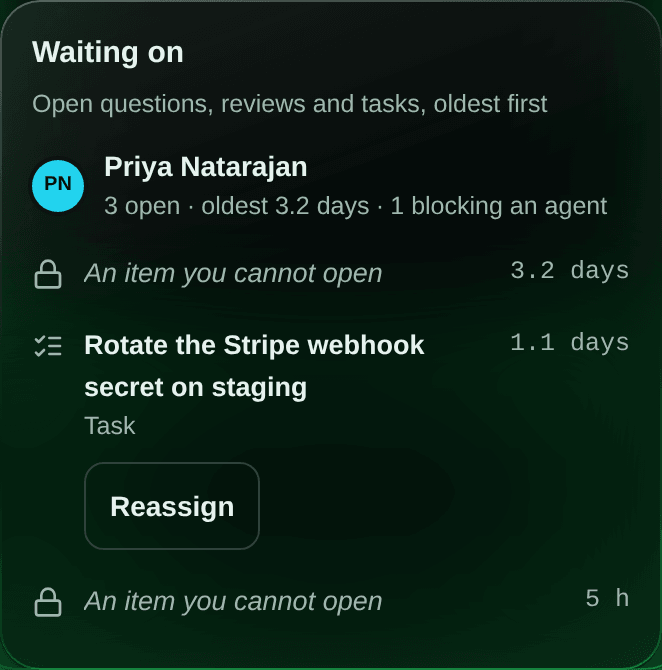 Waiting on
Open questions, reviews and tasks, oldest first
PN
Priya Natarajan
3 open · oldest 3.2 days · 1 blocking an agent
An item you cannot open 3.2 days
Rotate the Stripe webhook 1.1 days
secret on staging
Task
Reassign
An item you cannot open 5 h